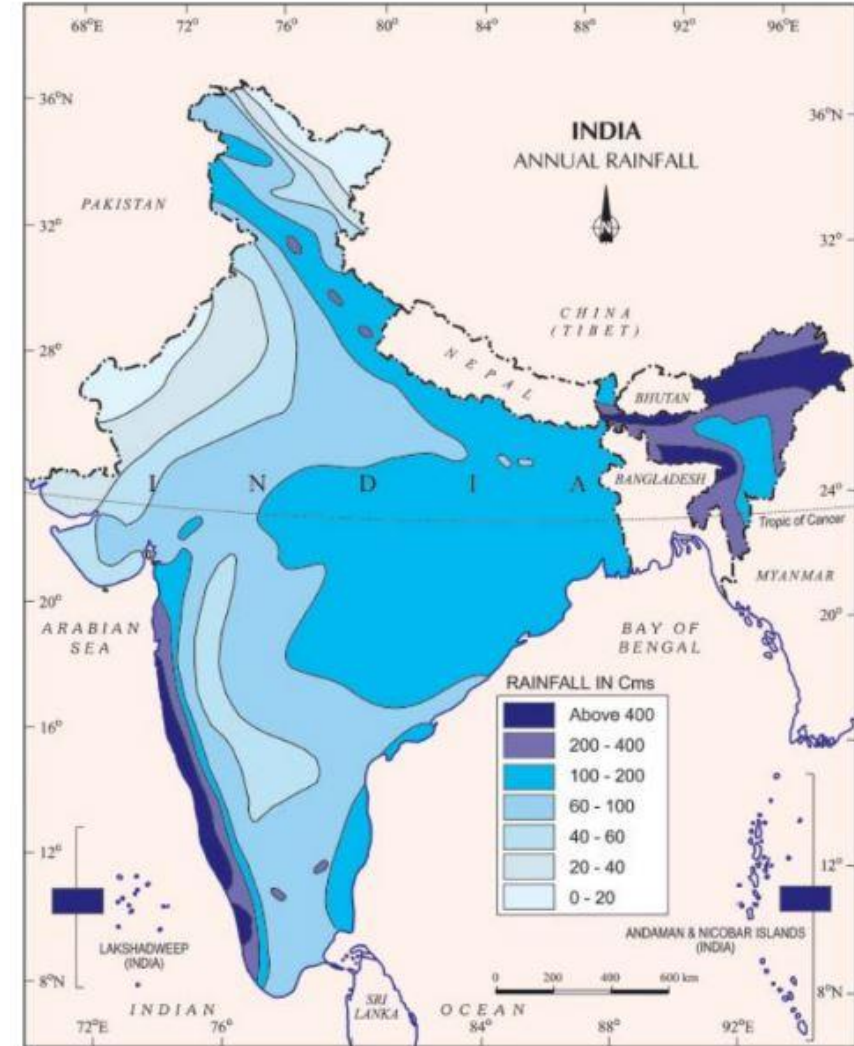 68°E
72°
76°
80°
84°
88°
92°
96°E
36°N
36°N
INDIA
ANNUAL RAINFALL
N
PAKISTAN
32°
32°
CHINA
(TIBET)
NEPAL
28°
28°
BHUTAN
INDIA
BANGLADESH
24°
Tropic of Cancer
MYANMAR
20°
20°
ARABIAN
SEA
BAY OF
BENGAL
RAINFALL IN Cms
Above 400
200 - 400
100 - 200
60 - 100
40 - 60
20 - 40
0 - 20
16°
12°
12°
LAKSHADWEEP
(INDIA)
ANDAMAN & NICOBAR ISLANDS
(INDIA)
0 200 400 600 km
8°N
8°N
INDIAN
SRI
LANKA
OCEAN
72°E
76°
84°
88°
92°E